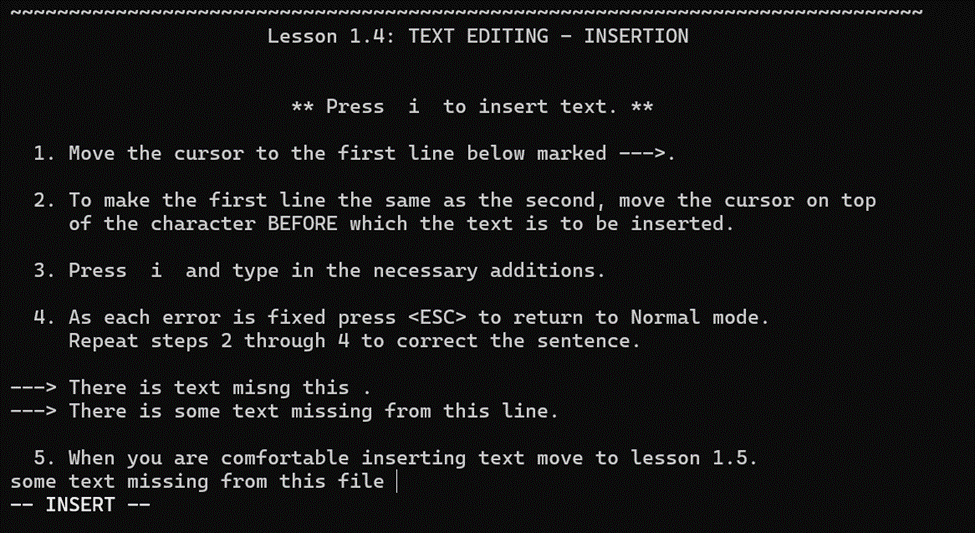 ~~~~~~~~~~~~~~~~~~~~~~~~~~~~~~~~~~~~~~~~~~~~~~~~~~~~~~~~~~~~~~~~~~~~~~~~~~~~~~
Lesson 1.4: TEXT EDITING - INSERTION
** Press  i  to insert text. **
1. Move the cursor to the first line below marked --->.
2. To make the first line the same as the second, move the cursor on top
of the character BEFORE which the text is to be inserted.
3. Press  i  and type in the necessary additions.
4. As each error is fixed press <ESC> to return to Normal mode.
Repeat steps 2 through 4 to correct the sentence.
---> There is text misng this .
---> There is some text missing from this line.
5. When you are comfortable inserting text move to lesson 1.5.
some text missing from this file
-- INSERT --